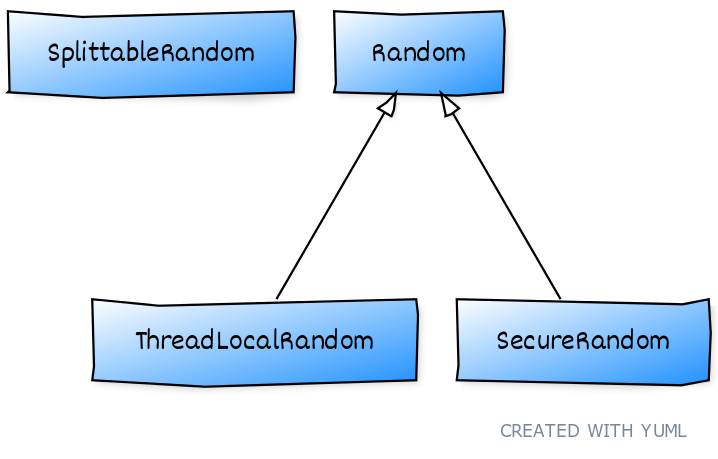 SplittableRandom
Random
ThreadLocalRandom
SecureRandom
CREATED WITH YUML